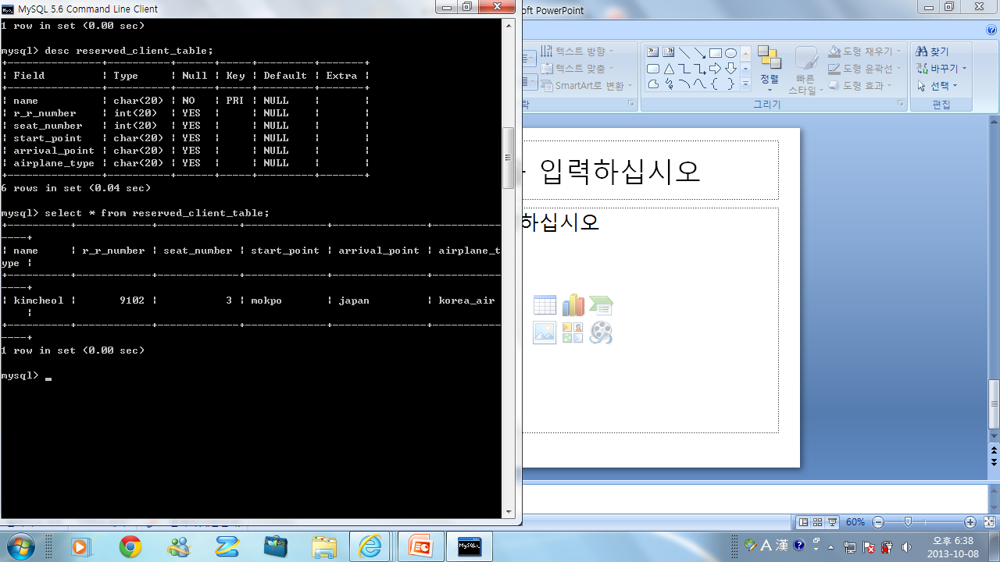 MySQL 5.6 Command Line Client
1 row in set (0.00 sec)
mysql> desc reserved_client_table;
+---------------+----------+------+-----+---------+-------+
| Field         | Type     | Null | Key | Default | Extra |
+---------------+----------+------+-----+---------+-------+
| name          | char(20) | NO   | PRI | NULL    |       |
| r_r_number    | int(20)  | YES  |     | NULL    |       |
| seat_number   | int(20)  | YES  |     | NULL    |       |
| start_point   | char(20) | YES  |     | NULL    |       |
| arrival_point | char(20) | YES  |     | NULL    |       |
| airplane_type | char(20) | YES  |     | NULL    |       |
+---------------+----------+------+-----+---------+-------+
6 rows in set (0.04 sec)
mysql> select * from reserved_client_table;
+----------+------------+-------------+-------------+---------------+-----------
----+
| name     | r_r_number | seat_number | start_point | arrival_point | airplane_t
ype |
+----------+------------+-------------+-------------+---------------+-----------
----+
| kimcheol |       9102 |           3 | mokpo       | japan         | korea_air
    |
+----------+------------+-------------+-------------+---------------+-----------
----+
1 row in set (0.00 sec)
mysql>
oft PowerPoint
텍스트 방향
텍스트 맞춤
SmartArt로 변환
정렬
빠른
스타일
도형 채우기
도형 윤곽선
도형 효과
그리기
찾기
바꾸기
선택
편집
입력하십시오
하십시오
60%
A 漢
오후 6:38
2013-10-08